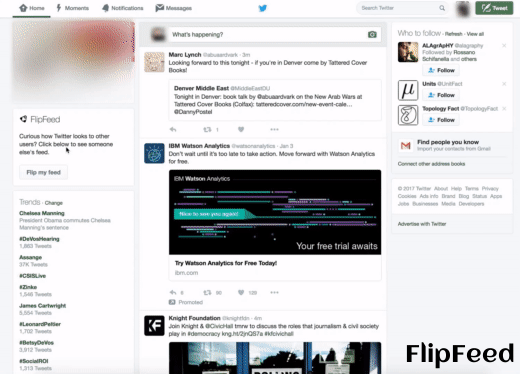 Home
Moments
Notifications
Messages
Search Twitter
Tweet
What's happening?
FlipFeed
Curious how Twitter looks to other
users? Click below to see someone
else's feed.
Flip my feed
Trends · Change
Chelsea Manning
President Obama commutes Chelsea
Manning's sentence
#DeVosHearing
Assange
37K Tweets
#CSISLive
#Zinke
1,546 Tweets
James Cartwright
5,554 Tweets
#LeonardPeltier
1,702 Tweets
#BetsyDeVos
3,912 Tweets
#SocialROI
1,313 Tweets
Marc Lynch @abuaardvark · 3m
Looking forward to this tonight - if you're in Denver come by Tattered Cover
Books!
Denver Middle East @MiddleEastDU
Tonight in Denver: book talk by @abuaardvark on the New Arab Wars at
Tattered Cover Books (Colfax): tatteredcover.com/new-event-cale...
@DannyPostel
1
IBM Watson Analytics @watsonanalytics · Jan 3
Don't wait until it's too late to take action. Move forward with Watson Analytics
for free.
IBM Watson Analytics
Nice to see you again!
Your free trial awaits
Try Watson Analytics for Free Today!
ibm.com
Promoted
Knight Foundation @knightfdn · 4m
Join Knight & @CivicHall tmrw to discuss the roles that journalism & civil society
play in #democracy kng.ht/2jnQS7a #kfcivichall
Who to follow · Refresh · View all
ALAgrApHY @alagraphy
Followed by Rossano
Schifanella and others
Follow
Units @UnitFact
Follow
Topology Fact @TopologyFact
Follow
Find people you know
Import your contacts from Gmail
Connect other address books
© 2017 Twitter About Help Terms Privacy
Cookies Ads info Brand Blog Status Apps
Jobs Businesses Media Developers
Advertise with Twitter
FlipFeed